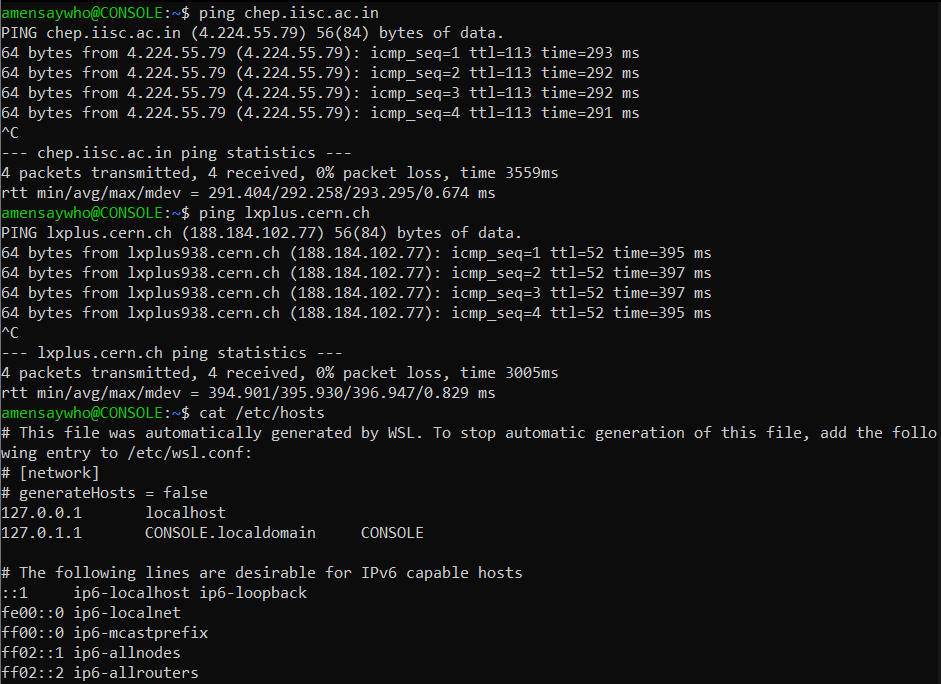 amensaywho@CONSOLE:~$ ping chep.iisc.ac.in
PING chep.iisc.ac.in (4.224.55.79) 56(84) bytes of data.
64 bytes from 4.224.55.79 (4.224.55.79): icmp_seq=1 ttl=113 time=293 ms
64 bytes from 4.224.55.79 (4.224.55.79): icmp_seq=2 ttl=113 time=292 ms
64 bytes from 4.224.55.79 (4.224.55.79): icmp_seq=3 ttl=113 time=292 ms
64 bytes from 4.224.55.79 (4.224.55.79): icmp_seq=4 ttl=113 time=291 ms
^C
--- chep.iisc.ac.in ping statistics ---
4 packets transmitted, 4 received, 0% packet loss, time 3559ms
rtt min/avg/max/mdev = 291.404/292.258/293.295/0.674 ms
amensaywho@CONSOLE:~$ ping lxplus.cern.ch
PING lxplus.cern.ch (188.184.102.77) 56(84) bytes of data.
64 bytes from lxplus938.cern.ch (188.184.102.77): icmp_seq=1 ttl=52 time=395 ms
64 bytes from lxplus938.cern.ch (188.184.102.77): icmp_seq=2 ttl=52 time=397 ms
64 bytes from lxplus938.cern.ch (188.184.102.77): icmp_seq=3 ttl=52 time=397 ms
64 bytes from lxplus938.cern.ch (188.184.102.77): icmp_seq=4 ttl=52 time=395 ms
^C
--- lxplus.cern.ch ping statistics ---
4 packets transmitted, 4 received, 0% packet loss, time 3005ms
rtt min/avg/max/mdev = 394.901/395.930/396.947/0.829 ms
amensaywho@CONSOLE:~$ cat /etc/hosts
# This file was automatically generated by WSL. To stop automatic generation of this file, add the follo
wing entry to /etc/wsl.conf:
# [network]
# generateHosts = false
127.0.0.1       localhost
127.0.1.1       CONSOLE.localdomain     CONSOLE

# The following lines are desirable for IPv6 capable hosts
::1     ip6-localhost ip6-loopback
fe00::0 ip6-localnet
ff00::0 ip6-mcastprefix
ff02::1 ip6-allnodes
ff02::2 ip6-allrouters